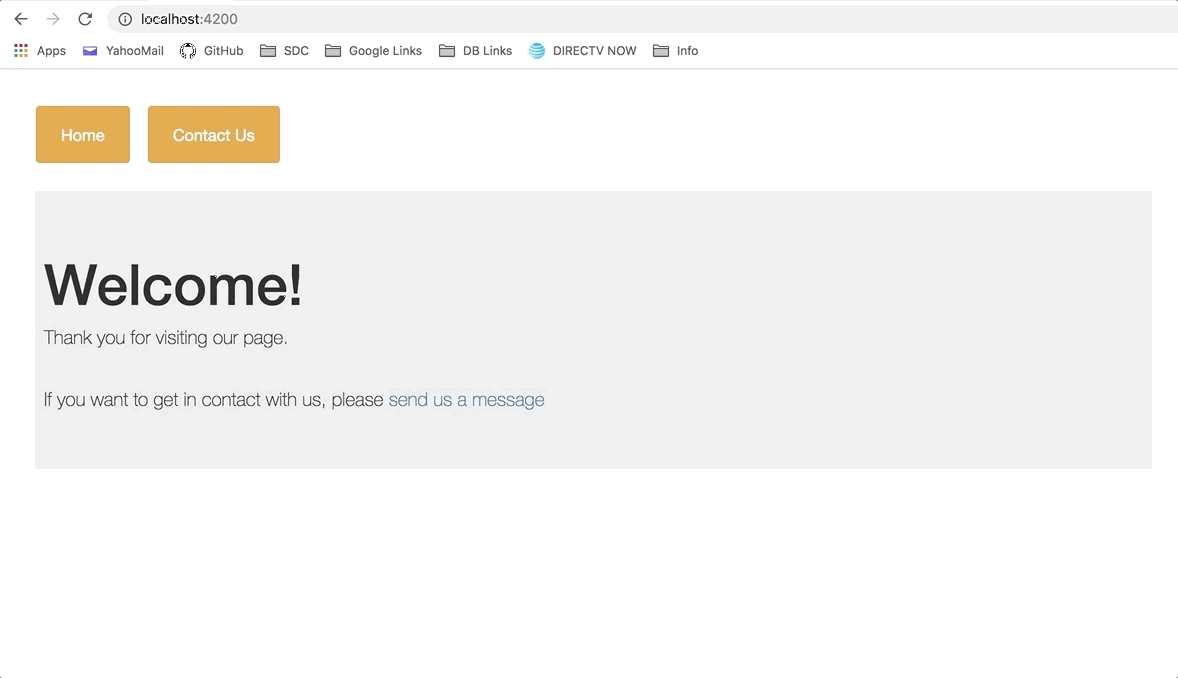 localhost:4200
Apps YahooMail GitHub SDC Google Links DB Links DIRECTV NOW Info
Home Contact Us
Welcome!
Thank you for visiting our page.
If you want to get in contact with us, please send us a message